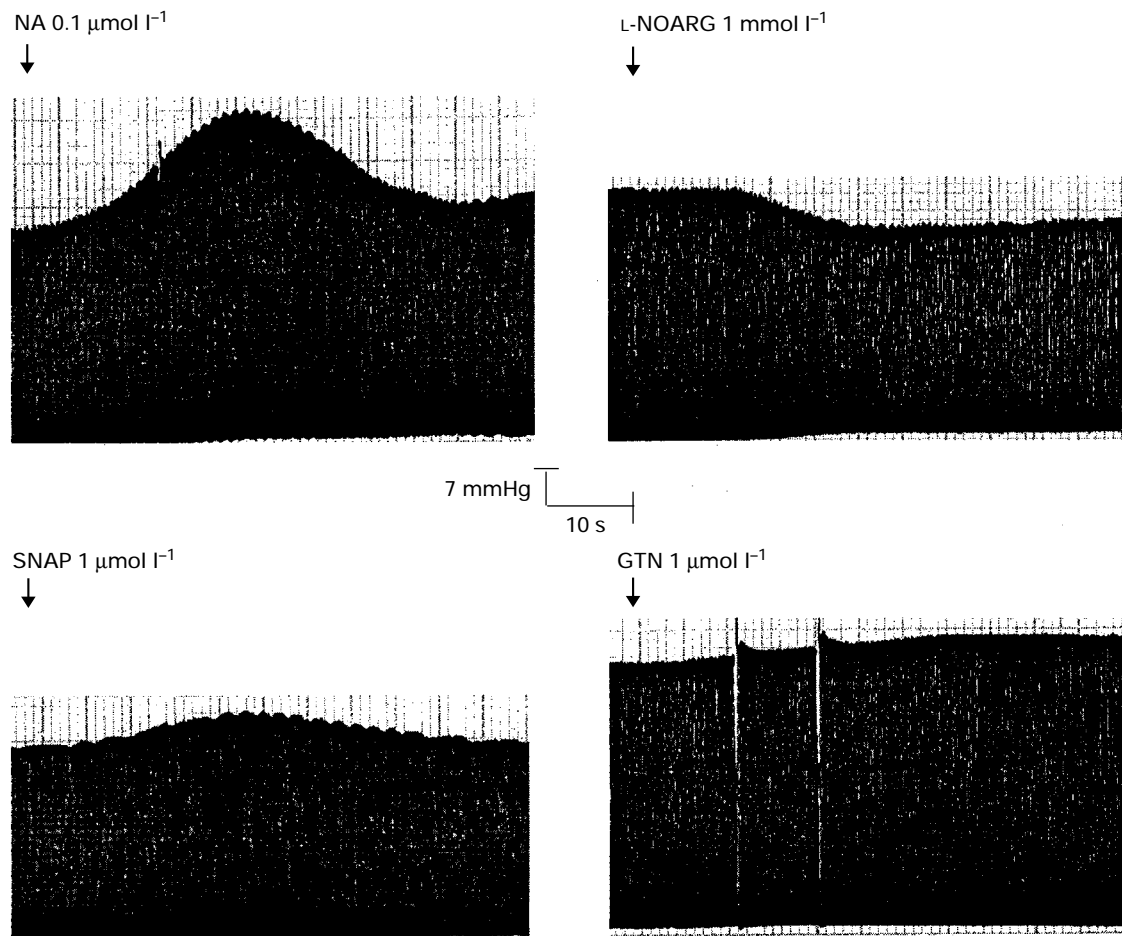 NA 0.1 μmol l⁻¹
L-NOARG 1 mmol l⁻¹
7 mmHg
10 s
SNAP 1 μmol l⁻¹
GTN 1 μmol l⁻¹